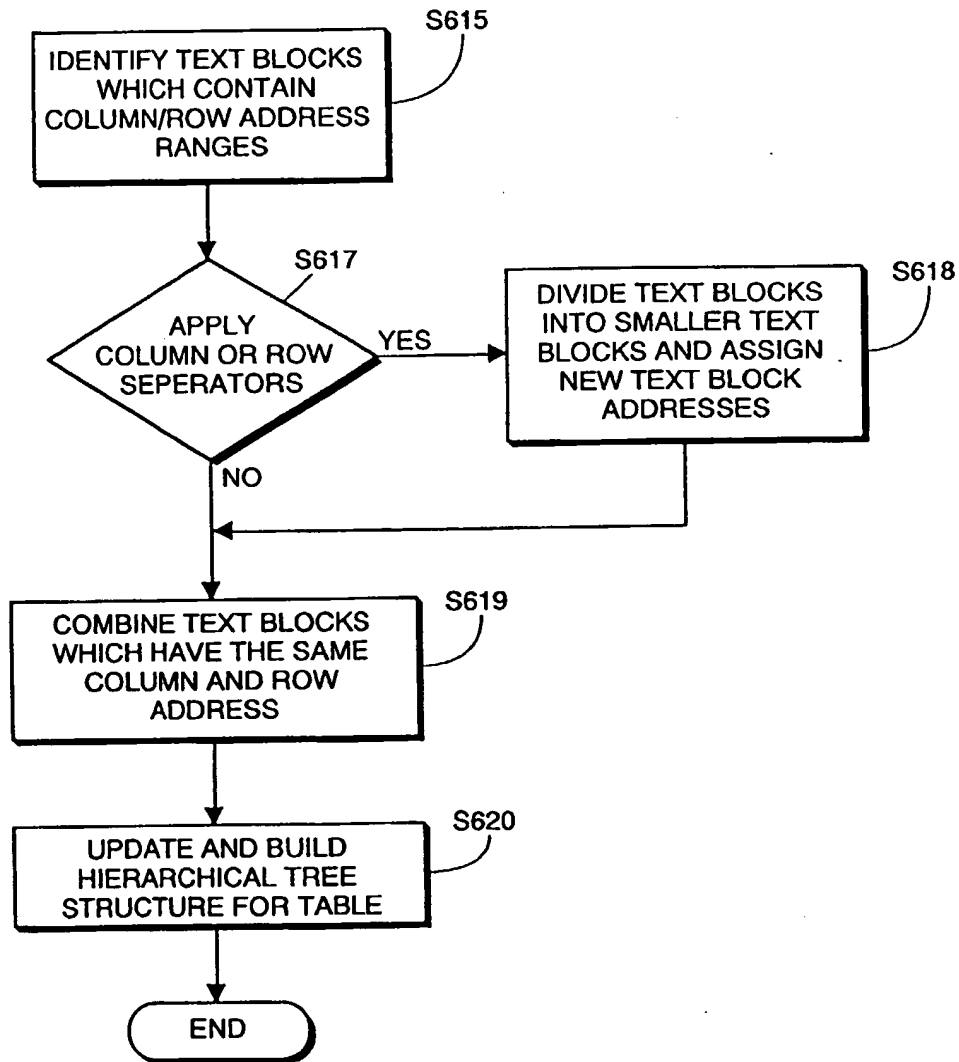 S615
IDENTIFY TEXT BLOCKS
WHICH CONTAIN
COLUMN/ROW ADDRESS
RANGES
S617
APPLY
COLUMN OR ROW
SEPERATORS
YES
S618
DIVIDE TEXT BLOCKS
INTO SMALLER TEXT
BLOCKS AND ASSIGN
NEW TEXT BLOCK
ADDRESSES
NO
S619
COMBINE TEXT BLOCKS
WHICH HAVE THE SAME
COLUMN AND ROW
ADDRESS
S620
UPDATE AND BUILD
HIERARCHICAL TREE
STRUCTURE FOR TABLE
END